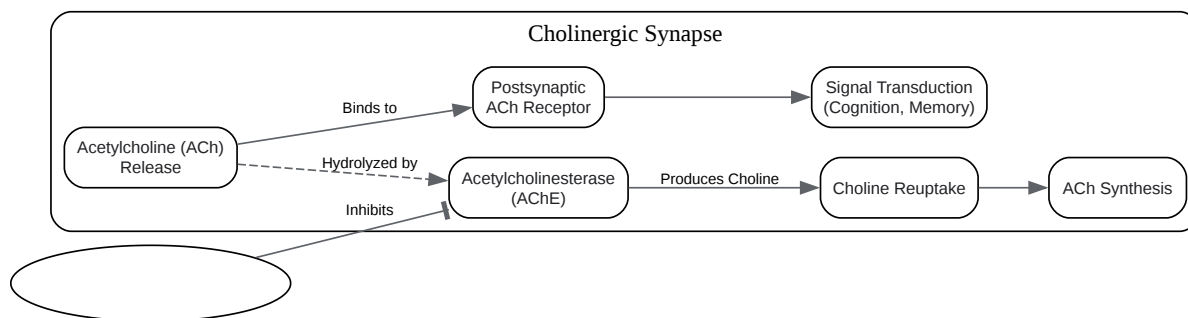 Cholinergic Synapse
Postsynaptic
ACh Receptor
Signal Transduction
(Cognition, Memory)
Binds to
Acetylcholine (ACh)
Release
Hydrolyzed by
Acetylcholinesterase
(AChE)
Produces Choline
Choline Reuptake
ACh Synthesis
Inhibits